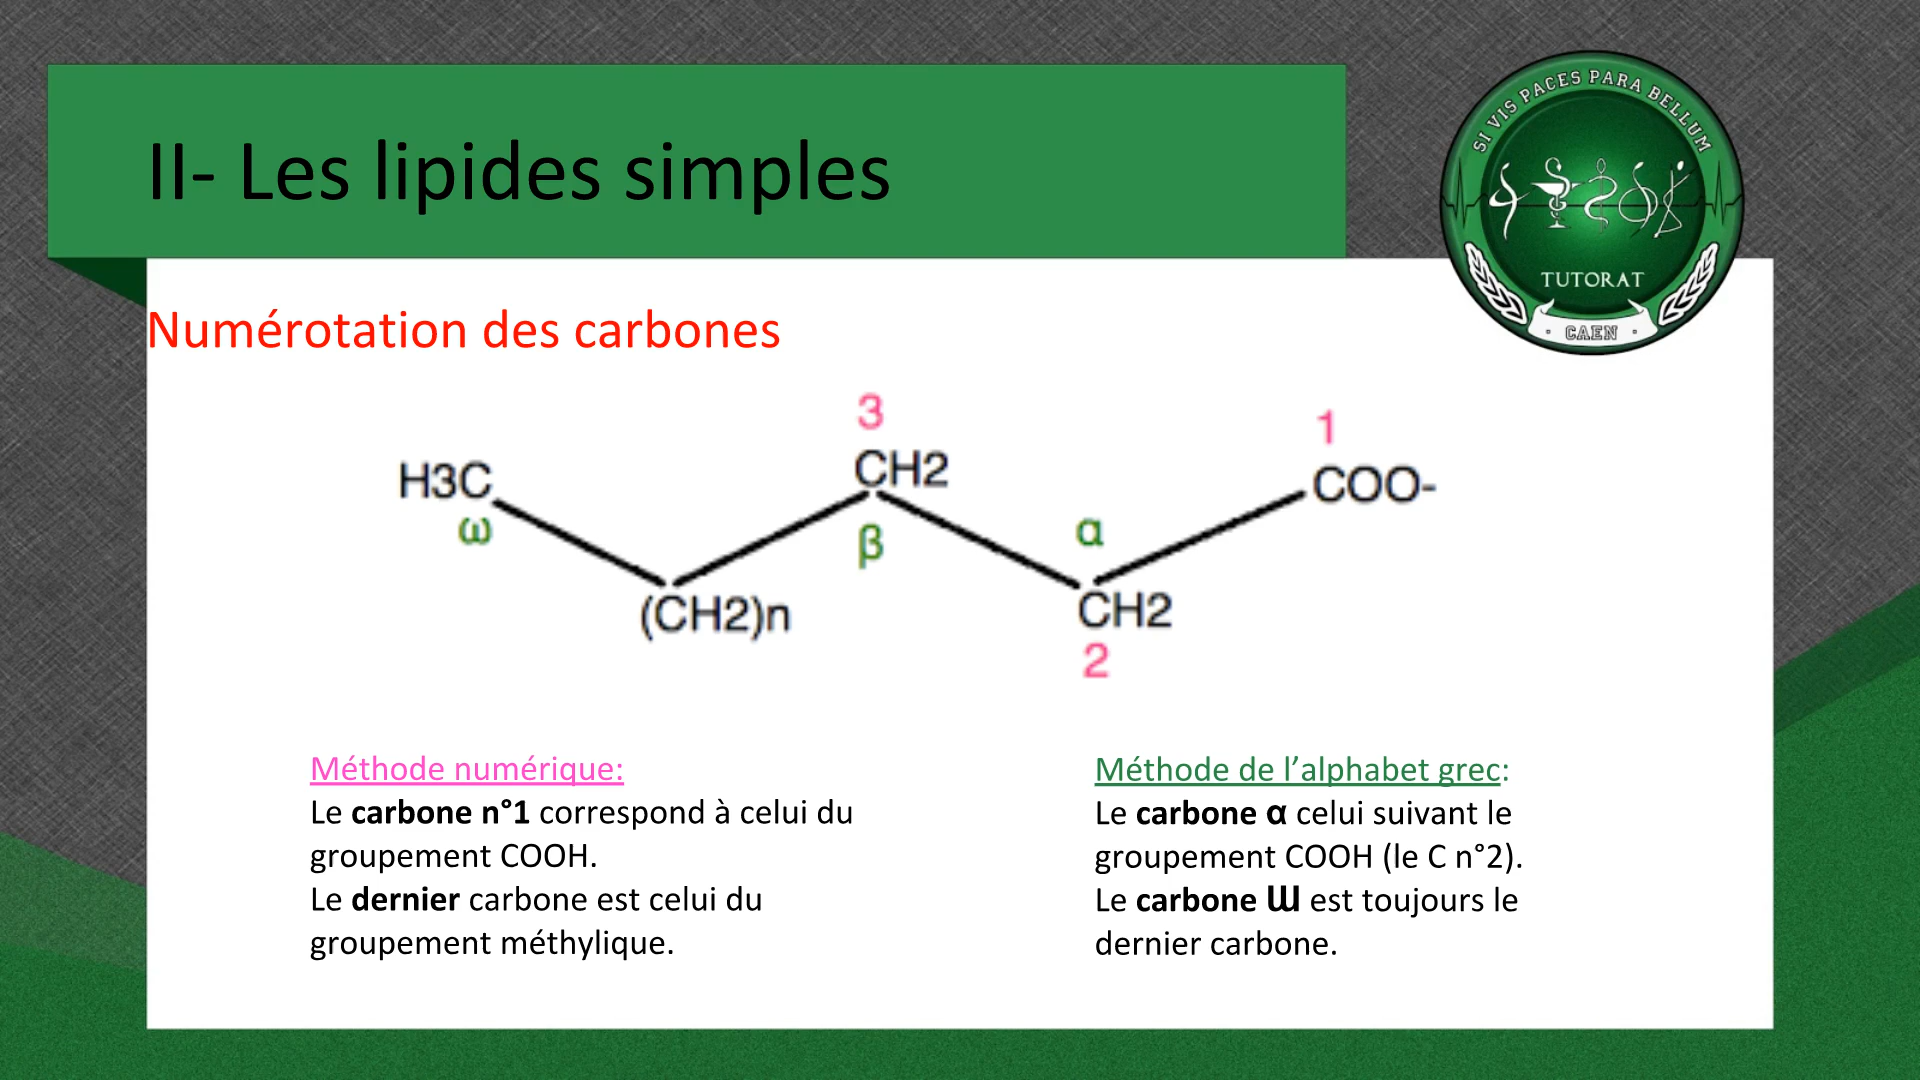 II- Les lipides simples
SI VIS PACES PARA BELLUM
TUTORAT
CAEN
Numérotation des carbones
3
1
H3C
CH2
COO-
ω
β
α
(CH2)n
CH2
2
Méthode numérique:
Le carbone n°1 correspond à celui du
groupement COOH.
Le dernier carbone est celui du
groupement méthylique.
Méthode de l’alphabet grec:
Le carbone α celui suivant le
groupement COOH (le C n°2).
Le carbone Ɯ est toujours le
dernier carbone.